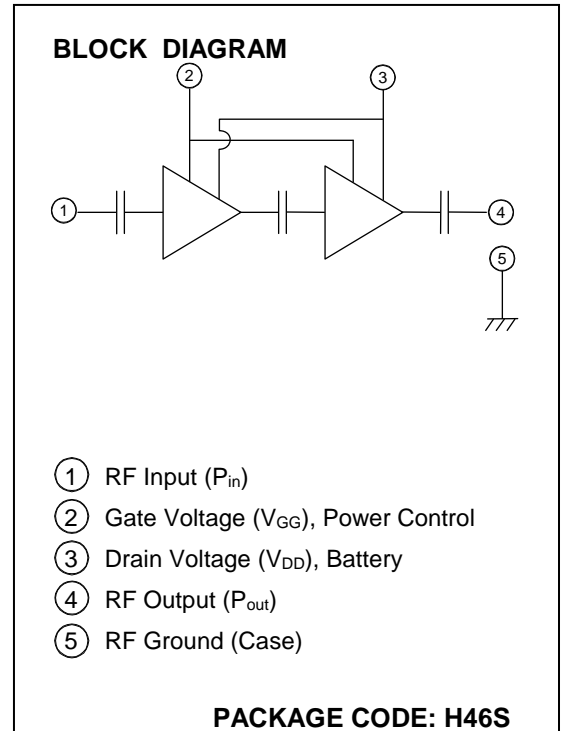 BLOCK DIAGRAM
② ③
① ④
⑤
① RF Input (Pin)
② Gate Voltage (VGG), Power Control
③ Drain Voltage (VDD), Battery
④ RF Output (Pout)
⑤ RF Ground (Case)
PACKAGE CODE: H46S